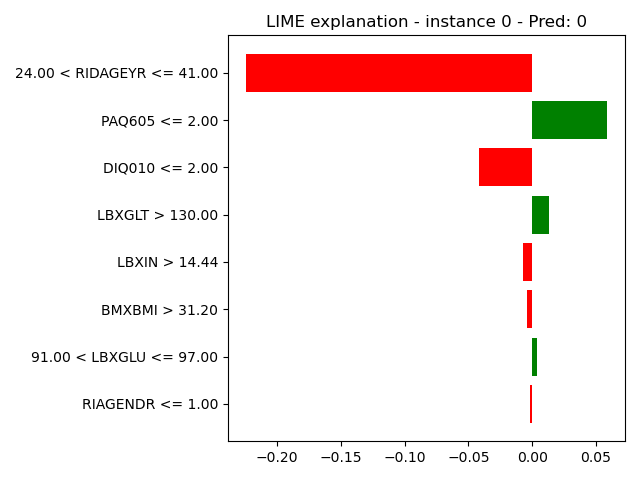 LIME explanation - instance 0 - Pred: 0
24.00 < RIDAGEYR <= 41.00
PAQ605 <= 2.00
DIQ010 <= 2.00
LBXGLT > 130.00
LBXIN > 14.44
BMXBMI > 31.20
91.00 < LBXGLU <= 97.00
RIAGENDR <= 1.00
−0.20 −0.15 −0.10 −0.05 0.00 0.05